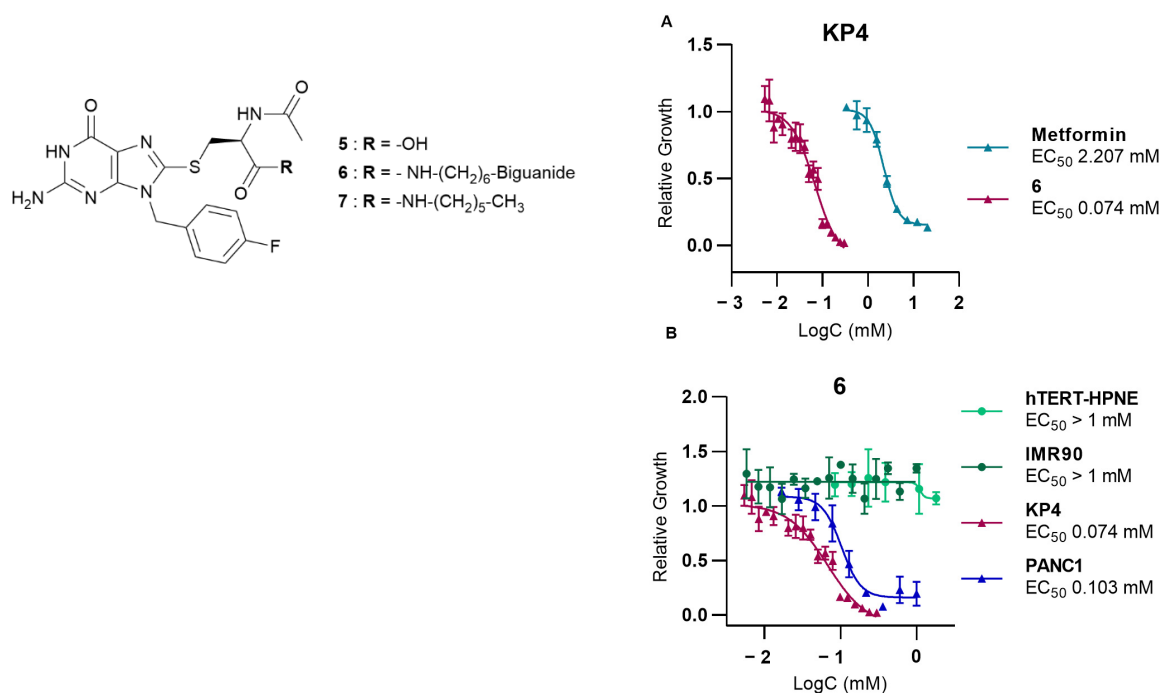 O
HN
H₂N
N
N
N
S
HN
O
O
R
F
5 : R = -OH
6 : R = - NH-(CH₂)₆-Biguanide
7 : R = -NH-(CH₂)₅-CH₃
A
KP4
Relative Growth
1.5
1.0
0.5
0.0
− 3 − 2 − 1 0 1 2
LogC (mM)
Metformin
EC₅₀ 2.207 mM
6
EC₅₀ 0.074 mM
B
6
Relative Growth
2.0
1.5
1.0
0.5
0.0
− 2 − 1 0
LogC (mM)
hTERT-HPNE
EC₅₀ > 1 mM
IMR90
EC₅₀ > 1 mM
KP4
EC₅₀ 0.074 mM
PANC1
EC₅₀ 0.103 mM